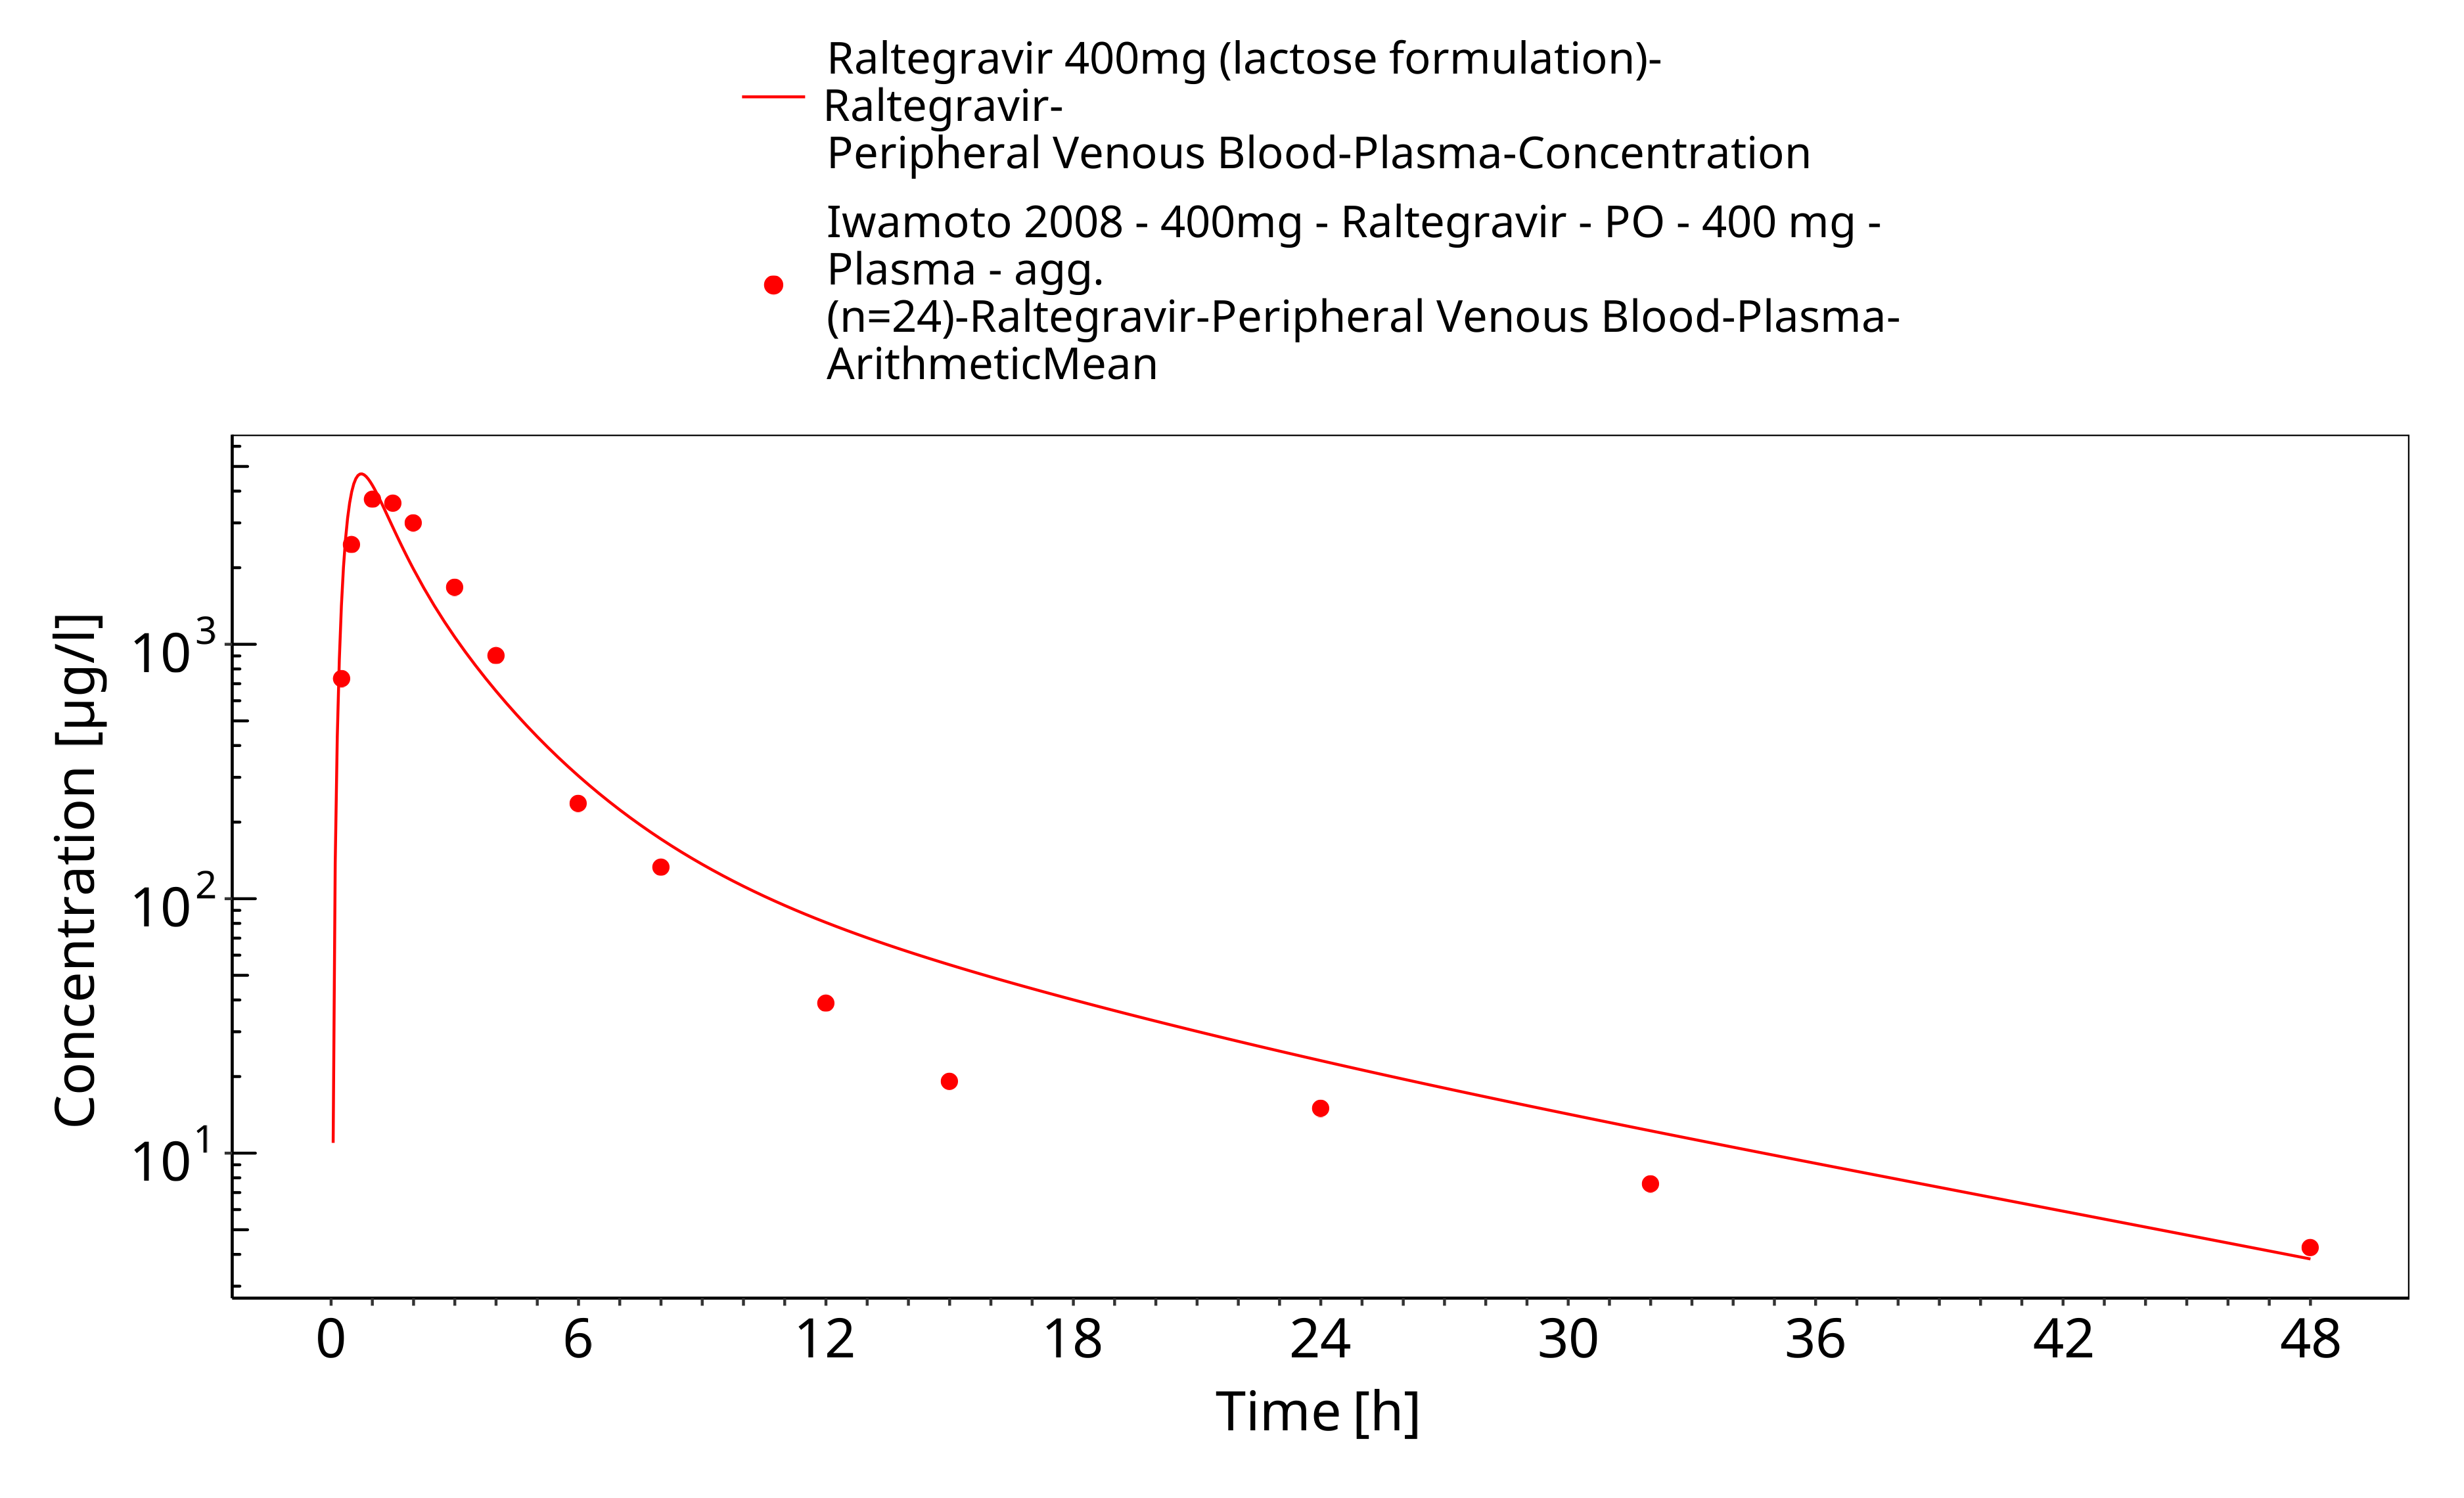 Raltegravir 400mg (lactose formulation)-
Raltegravir-
Peripheral Venous Blood-Plasma-Concentration
Iwamoto 2008 - 400mg - Raltegravir - PO - 400 mg -
Plasma - agg.
(n=24)-Raltegravir-Peripheral Venous Blood-Plasma-
ArithmeticMean
Concentration [µg/l]
10³
10²
10¹
0 6 12 18 24 30 36 42 48
Time [h]